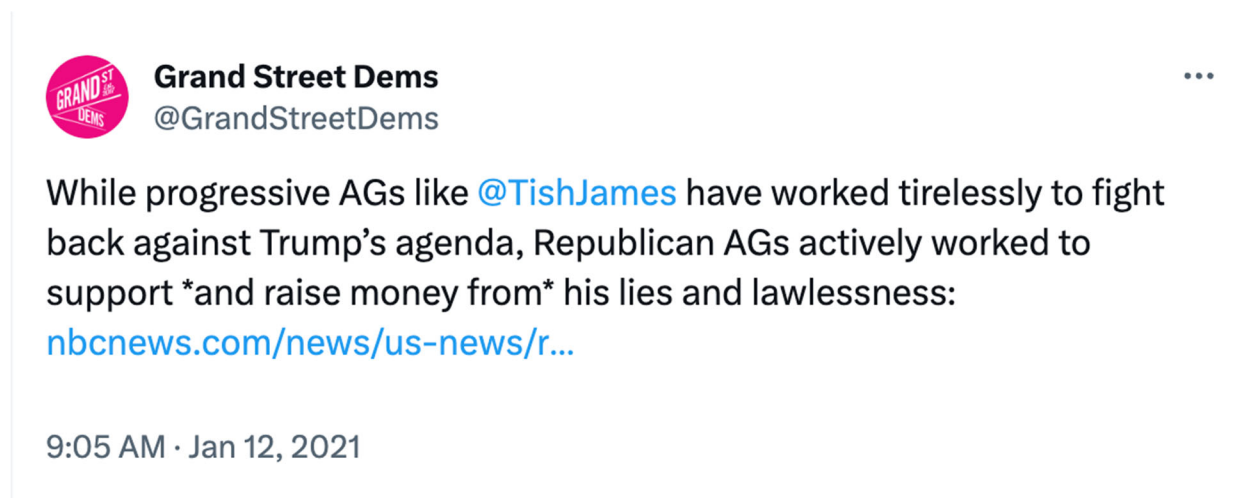 GRAND ST
DEMS
Grand Street Dems
@GrandStreetDems
While progressive AGs like @TishJames have worked tirelessly to fight
back against Trump’s agenda, Republican AGs actively worked to
support *and raise money from* his lies and lawlessness:
nbcnews.com/news/us-news/r...
9:05 AM · Jan 12, 2021